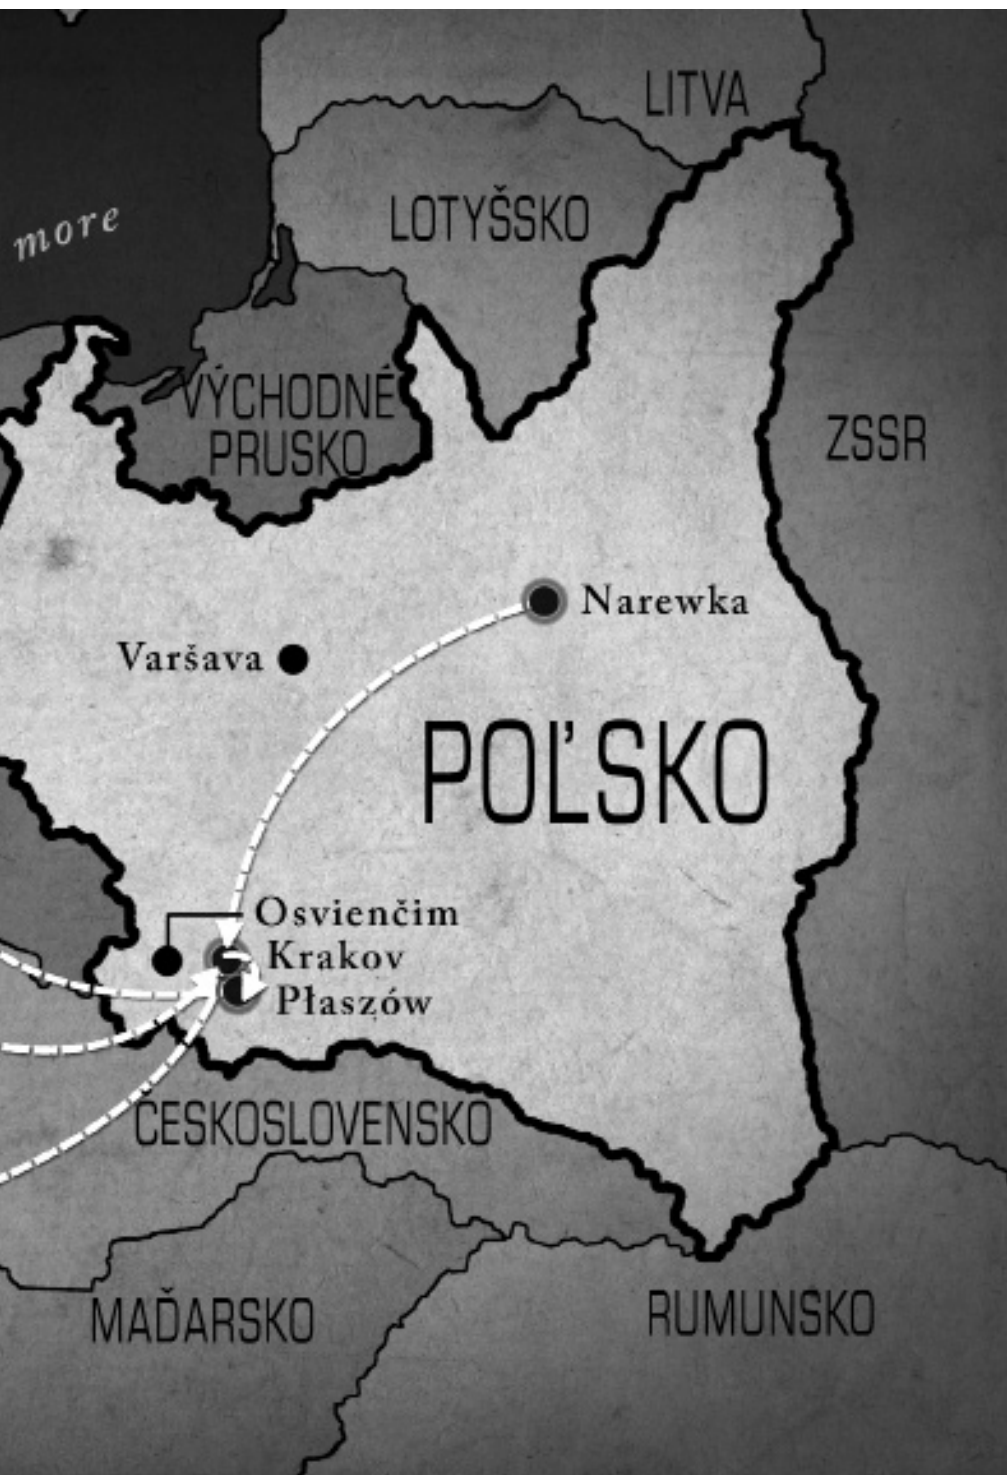 LITVA
LOTYŠSKO
more
VÝCHODNÉ
PRUSKO
ZSSR
Narewka
Varšava
POĽSKO
Osvienčim
Krakov
Płaszów
ČESKOSLOVENSKO
MAĎARSKO
RUMUNSKO